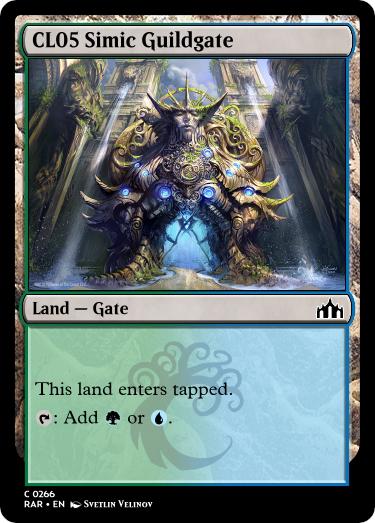 CL05 Simic Guildgate
Land — Gate
This land enters tapped.
: Add or .
C 0266
RAR • EN SVETLIN VELINOV